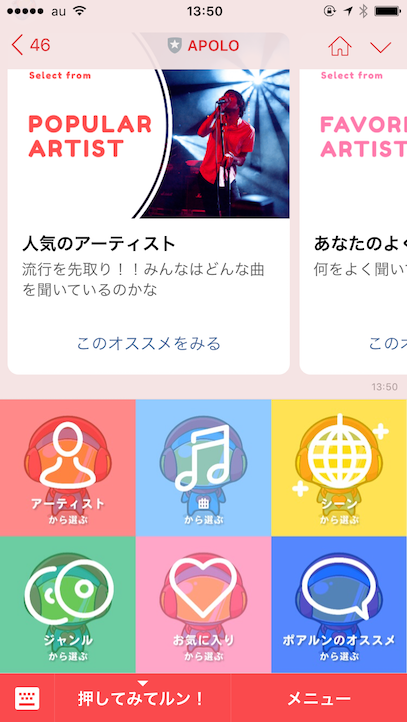 au 13:50
46 APOLO
Select from
POPULAR
ARTIST
人気のアーティスト
流行を先取り！！みんなはどんな曲
を聞いているのかな
このオススメをみる
Select from
FAVORI
ARTIST
あなたのよく
何をよく聞い
このオ
13:50
アーティスト
から選ぶ
曲
から選ぶ
シーン
から選ぶ
ジャンル
から選ぶ
お気に入り
から選ぶ
ポアルンのオススメ
から選ぶ
押してみてルン！
メニュー